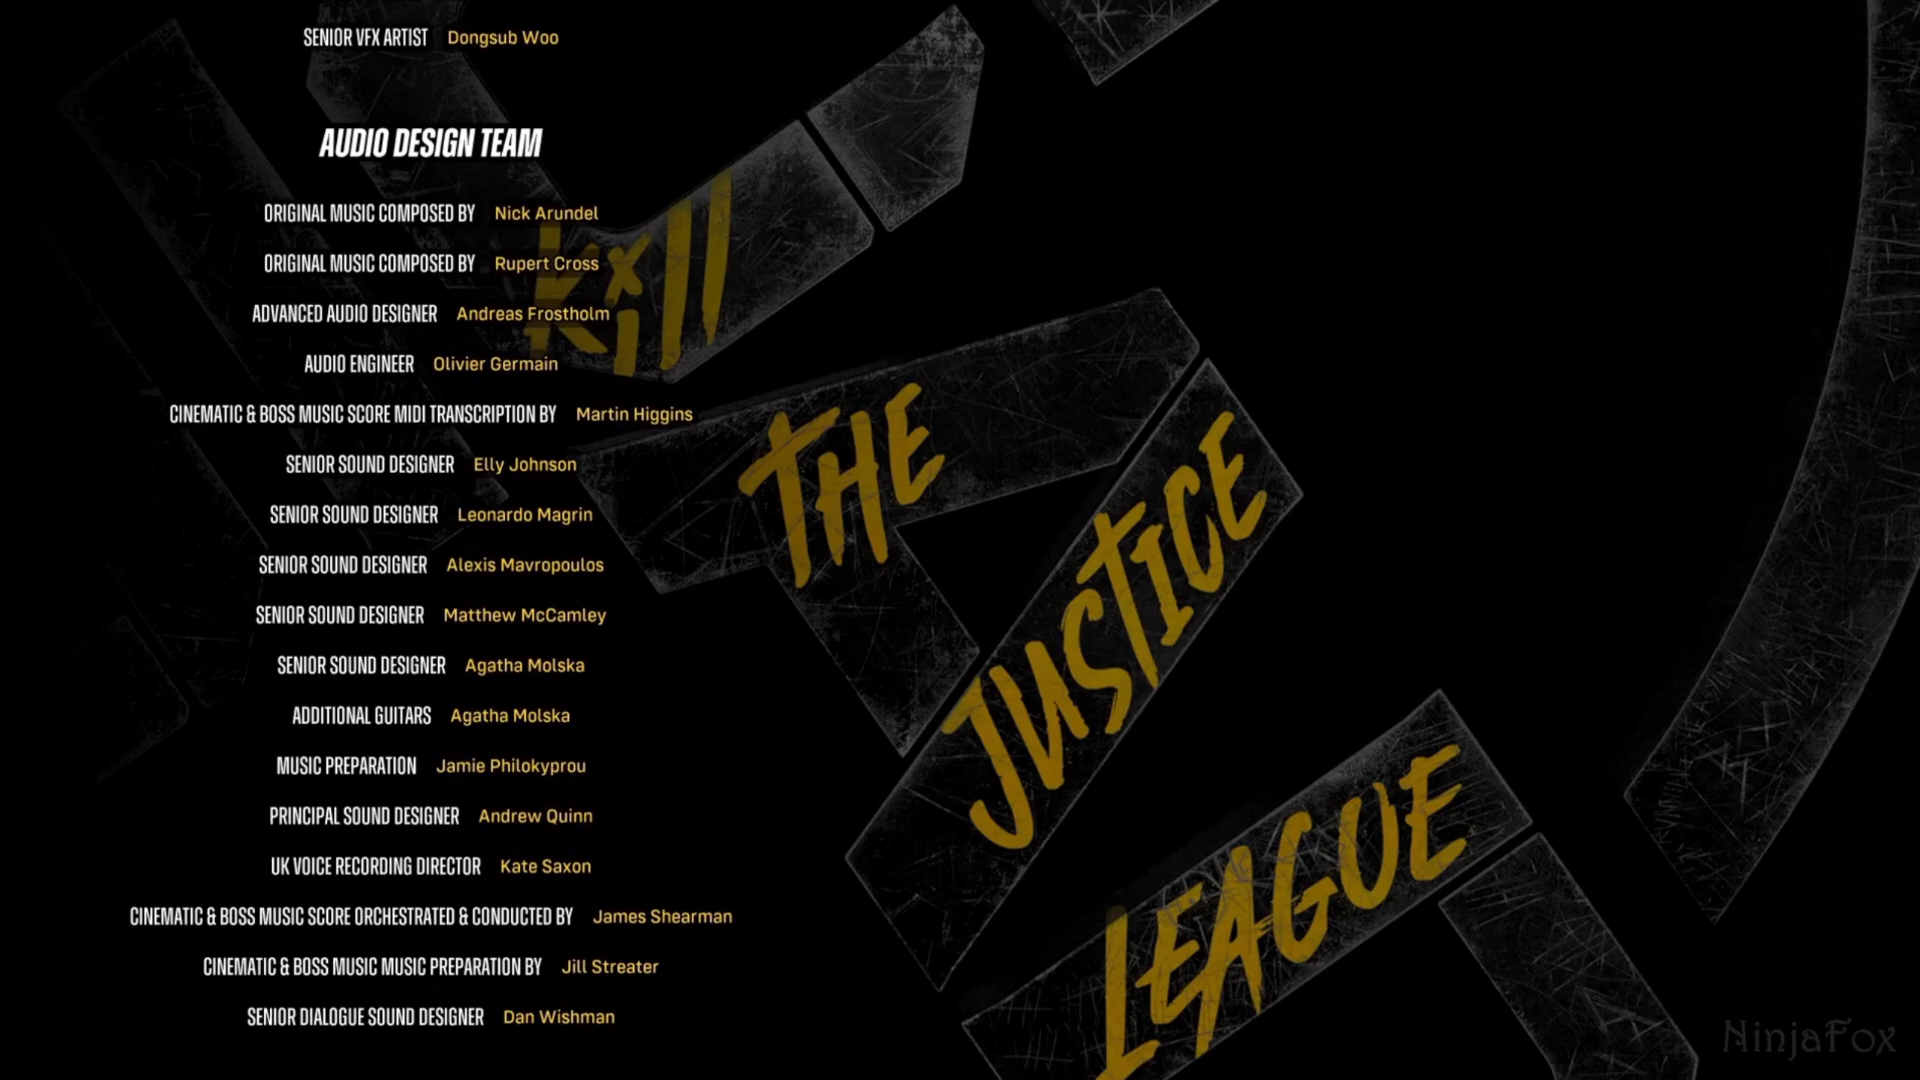 SENIOR VFX ARTIST Dongsub Woo
AUDIO DESIGN TEAM
ORIGINAL MUSIC COMPOSED BY Nick Arundel
ORIGINAL MUSIC COMPOSED BY Rupert Cross
ADVANCED AUDIO DESIGNER Andreas Frostholm
AUDIO ENGINEER Olivier Germain
CINEMATIC & BOSS MUSIC SCORE MIDI TRANSCRIPTION BY Martin Higgins
SENIOR SOUND DESIGNER Elly Johnson
SENIOR SOUND DESIGNER Leonardo Magrin
SENIOR SOUND DESIGNER Alexis Mavropoulos
SENIOR SOUND DESIGNER Matthew McCamley
SENIOR SOUND DESIGNER Agatha Molska
ADDITIONAL GUITARS Agatha Molska
MUSIC PREPARATION Jamie Philokyprou
PRINCIPAL SOUND DESIGNER Andrew Quinn
UK VOICE RECORDING DIRECTOR Kate Saxon
CINEMATIC & BOSS MUSIC SCORE ORCHESTRATED & CONDUCTED BY James Shearman
CINEMATIC & BOSS MUSIC MUSIC PREPARATION BY Jill Streater
SENIOR DIALOGUE SOUND DESIGNER Dan Wishman
Kill
THE
JUSTICE
LEAGUE
NinjaFox